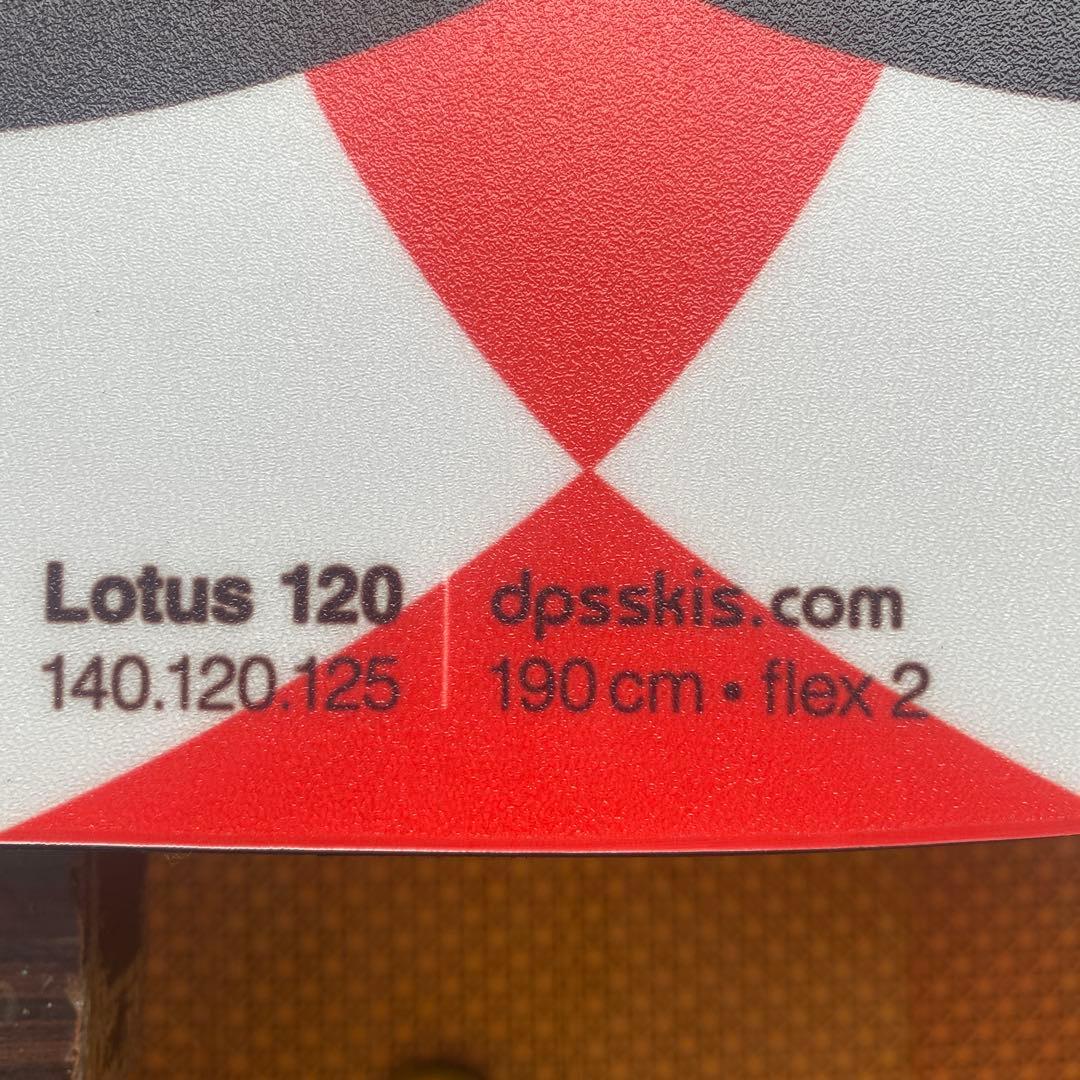 Lotus 120
140.120.125
dpsskis.com
190 cm • flex 2